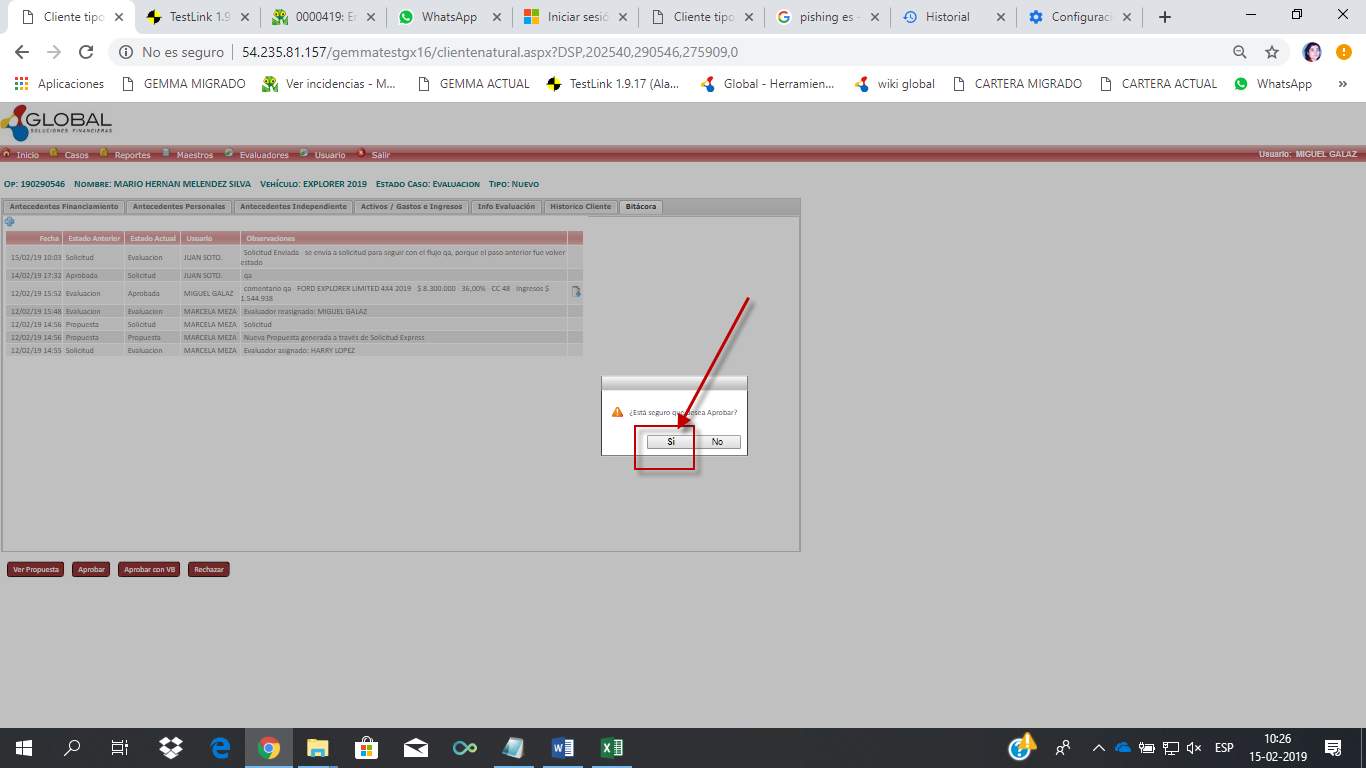 Cliente tipo
TestLink 1.9
0000419: Er
WhatsApp
Iniciar sesió
Cliente tipo
pishing es -
Historial
Configuraci
No es seguro | 54.235.81.157/gemmatestgx16/clientenatural.aspx?DSP,202540,290546,275909,0
Aplicaciones
GEMMA MIGRADO
Ver incidencias - M...
GEMMA ACTUAL
TestLink 1.9.17 (Ala...
Global - Herramien...
wiki global
CARTERA MIGRADO
CARTERA ACTUAL
WhatsApp
»
GLOBAL
SOLUCIONES FINANCIERAS
Inicio Casos Reportes Maestros Evaluadores Usuario Salir
Usuario: MIGUEL GALAZ
Op: 190290546 Nombre: MARIO HERNAN MELENDEZ SILVA Vehículo: EXPLORER 2019 Estado Caso: Evaluacion Tipo: Nuevo
Antecedentes Financiamiento Antecedentes Personales Antecedentes Independiente Activos / Gastos e Ingresos Info Evaluación Historico Cliente Bitácora
Fecha Estado Anterior Estado Actual Usuario Observaciones
15/02/19 10:03 Solicitud Evaluacion JUAN SOTO. Solicitud Enviada - se envia a solicitud para seguir con el flujo qa, porque el paso anterior fue volver
estado
14/02/19 17:32 Aprobada Solicitud JUAN SOTO. qa
12/02/19 15:52 Evaluacion Aprobada MIGUEL GALAZ comentario qa - FORD EXPLORER LIMITED 4X4 2019 - $ 8.300.000 - 36,00% - CC 48 - Ingresos $
1.544.938
12/02/19 15:48 Evaluacion Evaluacion MARCELA MEZA Evaluador reasignado: MIGUEL GALAZ
12/02/19 14:56 Propuesta Solicitud MARCELA MEZA Solicitud
12/02/19 14:56 Propuesta Propuesta MARCELA MEZA Nueva Propuesta generada a través de Solicitud Express
12/02/19 14:55 Solicitud Evaluacion MARCELA MEZA Evaluador asignado: HARRY LOPEZ
¿Está seguro que desea Aprobar?
Sí No
Ver Propuesta Aprobar Aprobar con VB Rechazar
ESP
10:26
15-02-2019